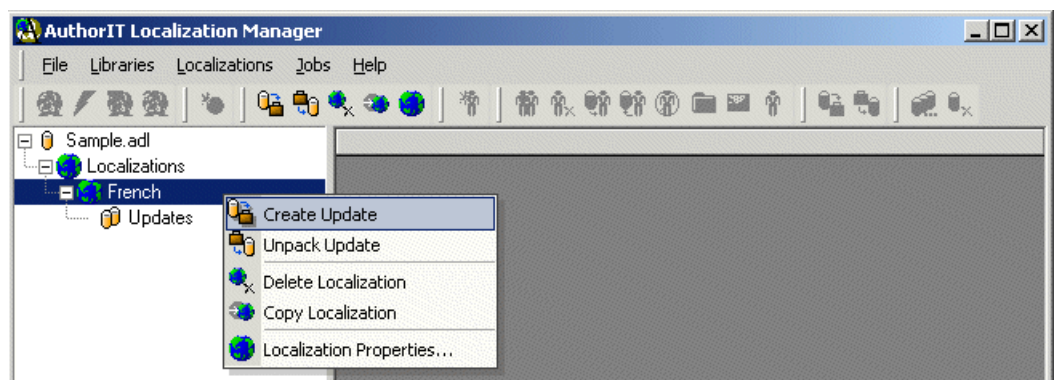 AuthorIT Localization Manager
File Libraries Localizations Jobs Help
Sample.adl
Localizations
French
Updates
Create Update
Unpack Update
Delete Localization
Copy Localization
Localization Properties...